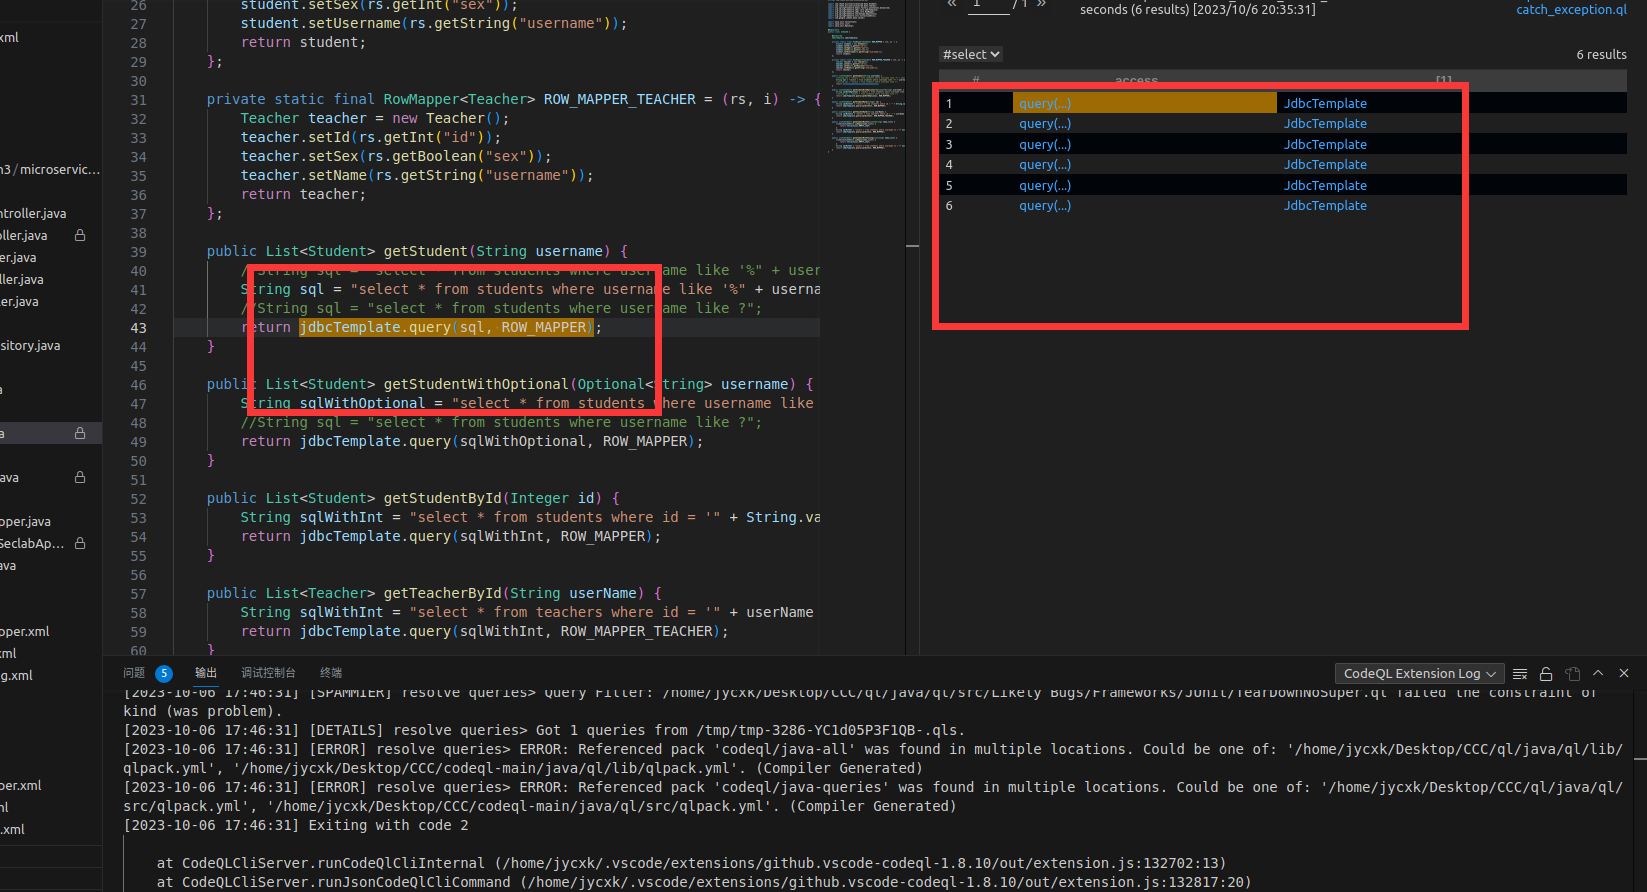 26 student.setSex(rs.getInt("sex"));
27 student.setUsername(rs.getString("username"));
28 return student;
29 };
30
31 private static final RowMapper<Teacher> ROW_MAPPER_TEACHER = (rs, i) -> {
32 Teacher teacher = new Teacher();
33 teacher.setId(rs.getInt("id"));
34 teacher.setSex(rs.getBoolean("sex"));
35 teacher.setName(rs.getString("username"));
36 return teacher;
37 };
38
39 public List<Student> getStudent(String username) {
40 //String sql = "select * from students where username like '%" + user
41 String sql = "select * from students where username like '%" + userna
42 //String sql = "select * from students where username like ?";
43 return jdbcTemplate.query(sql, ROW_MAPPER);
44 }
45
46 public List<Student> getStudentWithOptional(Optional<String> username) {
47 String sqlWithOptional = "select * from students where username like
48 //String sql = "select * from students where username like ?";
49 return jdbcTemplate.query(sqlWithOptional, ROW_MAPPER);
50 }
51
52 public List<Student> getStudentById(Integer id) {
53 String sqlWithInt = "select * from students where id = '" + String.va
54 return jdbcTemplate.query(sqlWithInt, ROW_MAPPER);
55 }
56
57 public List<Teacher> getTeacherById(String userName) {
58 String sqlWithInt = "select * from teachers where id = '" + userName
59 return jdbcTemplate.query(sqlWithInt, ROW_MAPPER_TEACHER);
60 }
xml
n3/microservic...
ntroller.java
oller.java
er.java
ller.java
er.java
sitory.java
a
a
ava
pper.java
SeclabAp...
ava
pper.xml
xml
g.xml
per.xml
ml
.xml
« 1 / 1 »
seconds (6 results) [2023/10/6 20:35:31]
catch_exception.ql
#select
6 results
# access [1]
1 query(...) JdbcTemplate
2 query(...) JdbcTemplate
3 query(...) JdbcTemplate
4 query(...) JdbcTemplate
5 query(...) JdbcTemplate
6 query(...) JdbcTemplate
问题 5 输出 调试控制台 终端
CodeQL Extension Log
[2023-10-06 17:46:31] [SPAMMIER] resolve queries> Query Filter: /home/jycxk/Desktop/CCC/ql/java/ql/src/Likely Bugs/Frameworks/JUnit/TearDownNoSuper.ql failed the constraint of
kind (was problem).
[2023-10-06 17:46:31] [DETAILS] resolve queries> Got 1 queries from /tmp/tmp-3286-YC1d05P3F1QB-.qls.
[2023-10-06 17:46:31] [ERROR] resolve queries> ERROR: Referenced pack 'codeql/java-all' was found in multiple locations. Could be one of: '/home/jycxk/Desktop/CCC/ql/java/ql/lib/
qlpack.yml', '/home/jycxk/Desktop/CCC/codeql-main/java/ql/lib/qlpack.yml'. (Compiler Generated)
[2023-10-06 17:46:31] [ERROR] resolve queries> ERROR: Referenced pack 'codeql/java-queries' was found in multiple locations. Could be one of: '/home/jycxk/Desktop/CCC/ql/java/ql/
src/qlpack.yml', '/home/jycxk/Desktop/CCC/codeql-main/java/ql/src/qlpack.yml'. (Compiler Generated)
[2023-10-06 17:46:31] Exiting with code 2
at CodeQLCliServer.runCodeQlCliInternal (/home/jycxk/.vscode/extensions/github.vscode-codeql-1.8.10/out/extension.js:132702:13)
at CodeQLCliServer.runJsonCodeQlCliCommand (/home/jycxk/.vscode/extensions/github.vscode-codeql-1.8.10/out/extension.js:132817:20)